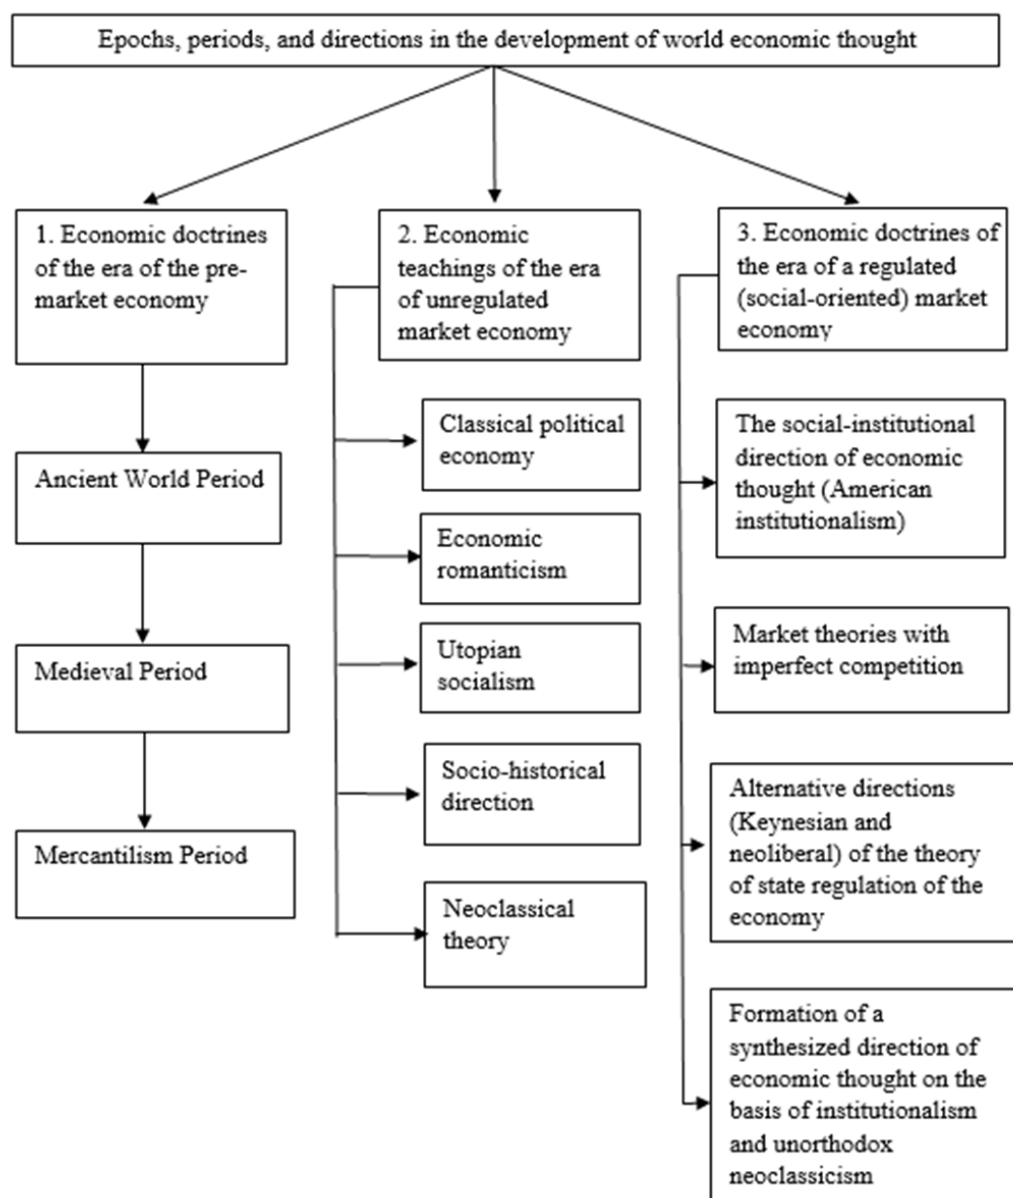 Epochs, periods, and directions in the development of world economic thought
1. Economic doctrines
of the era of the pre-
market economy
Ancient World Period
Medieval Period
Mercantilism Period
2. Economic
teachings of the era
of unregulated
market economy
Classical political
economy
Economic
romanticism
Utopian
socialism
Socio-historical
direction
Neoclassical
theory
3. Economic doctrines of
the era of a regulated
(social-oriented) market
economy
The social-institutional
direction of economic
thought (American
institutionalism)
Market theories with
imperfect competition
Alternative directions
(Keynesian and
neoliberal) of the theory
of state regulation of the
economy
Formation of a
synthesized direction of
economic thought on the
basis of institutionalism
and unorthodox
neoclassicism